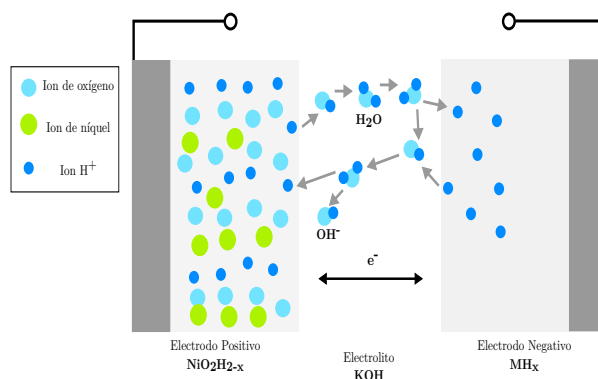 Ion de oxígeno
Ion de níquel
Ion H+
H2O
OH-
e-
Electrodo Positivo
NiO2H2-x
Electrolito
KOH
Electrodo Negativo
MHx